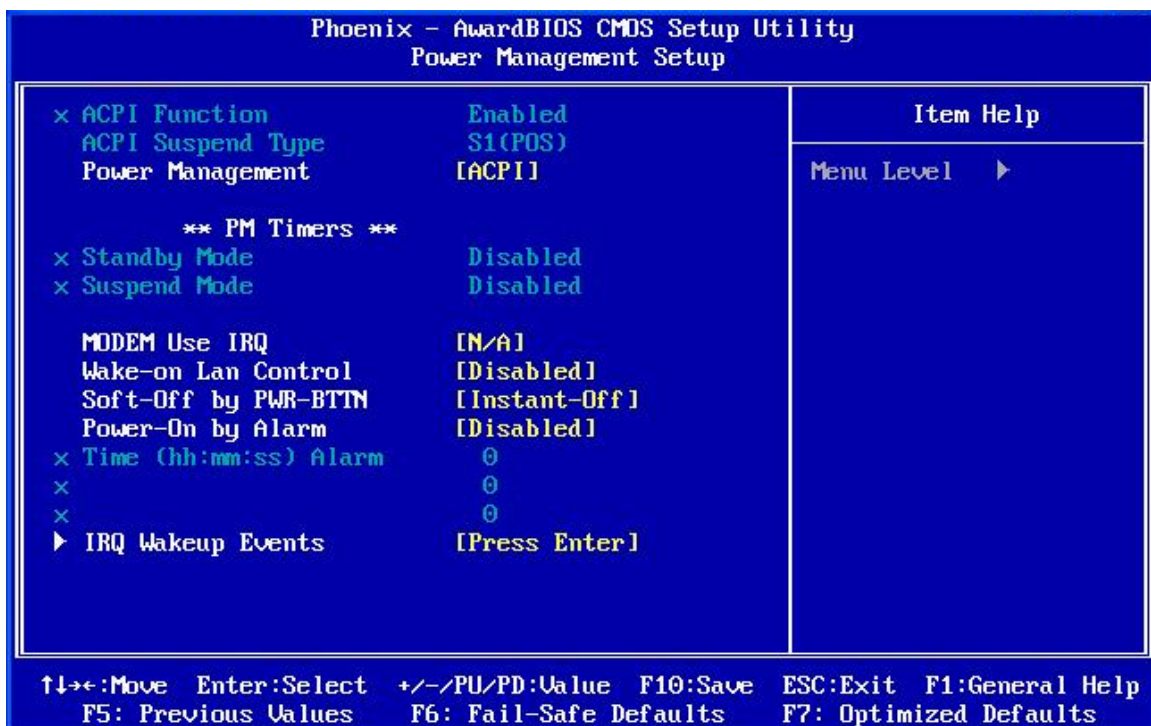 Phoenix - AwardBIOS CMOS Setup Utility
Power Management Setup
x ACPI Function Enabled
ACPI Suspend Type S1(POS)
Power Management [ACPI]
** PM Timers **
x Standby Mode Disabled
x Suspend Mode Disabled
MODEM Use IRQ [N/A]
Wake-on Lan Control [Disabled]
Soft-Off by PWR-BTTN [Instant-Off]
Power-On by Alarm [Disabled]
x Time (hh:mm:ss) Alarm 0
x 0
x 0
▶ IRQ Wakeup Events [Press Enter]
Item Help
Menu Level ▶
↑↓→←:Move Enter:Select +/-/PU/PD:Value F10:Save ESC:Exit F1:General Help
F5: Previous Values F6: Fail-Safe Defaults F7: Optimized Defaults